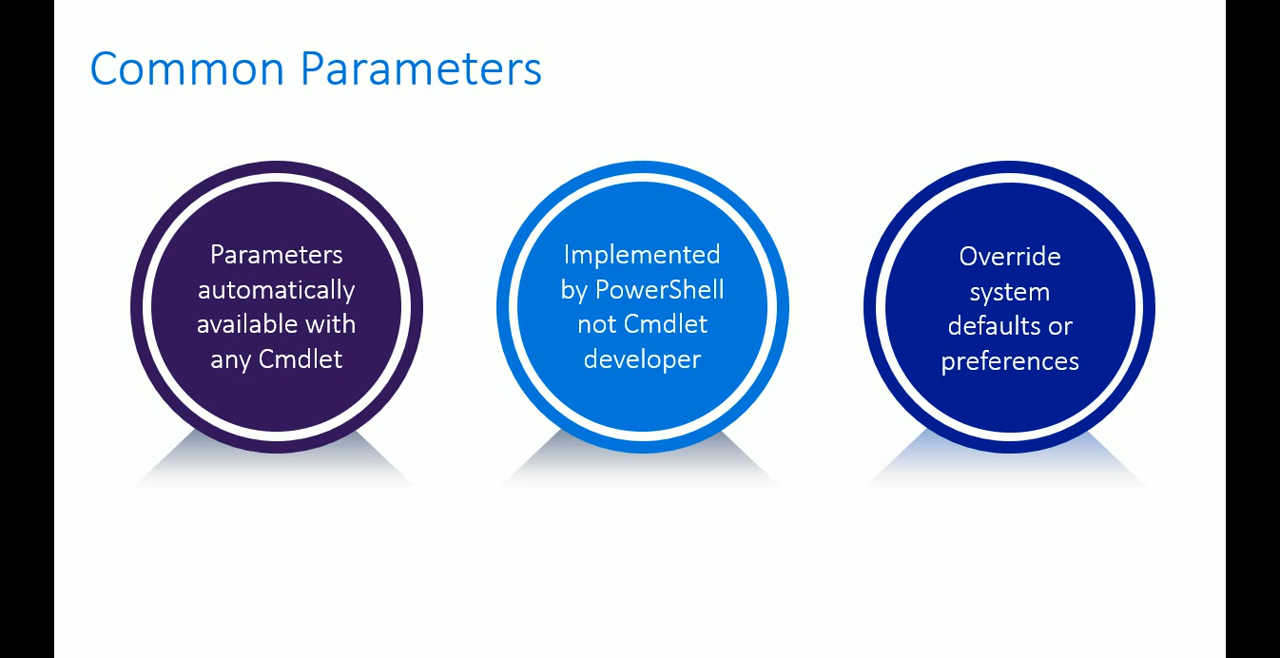 Common Parameters
Parameters
automatically
available with
any Cmdlet
Implemented
by PowerShell
not Cmdlet
developer
Override
system
defaults or
preferences